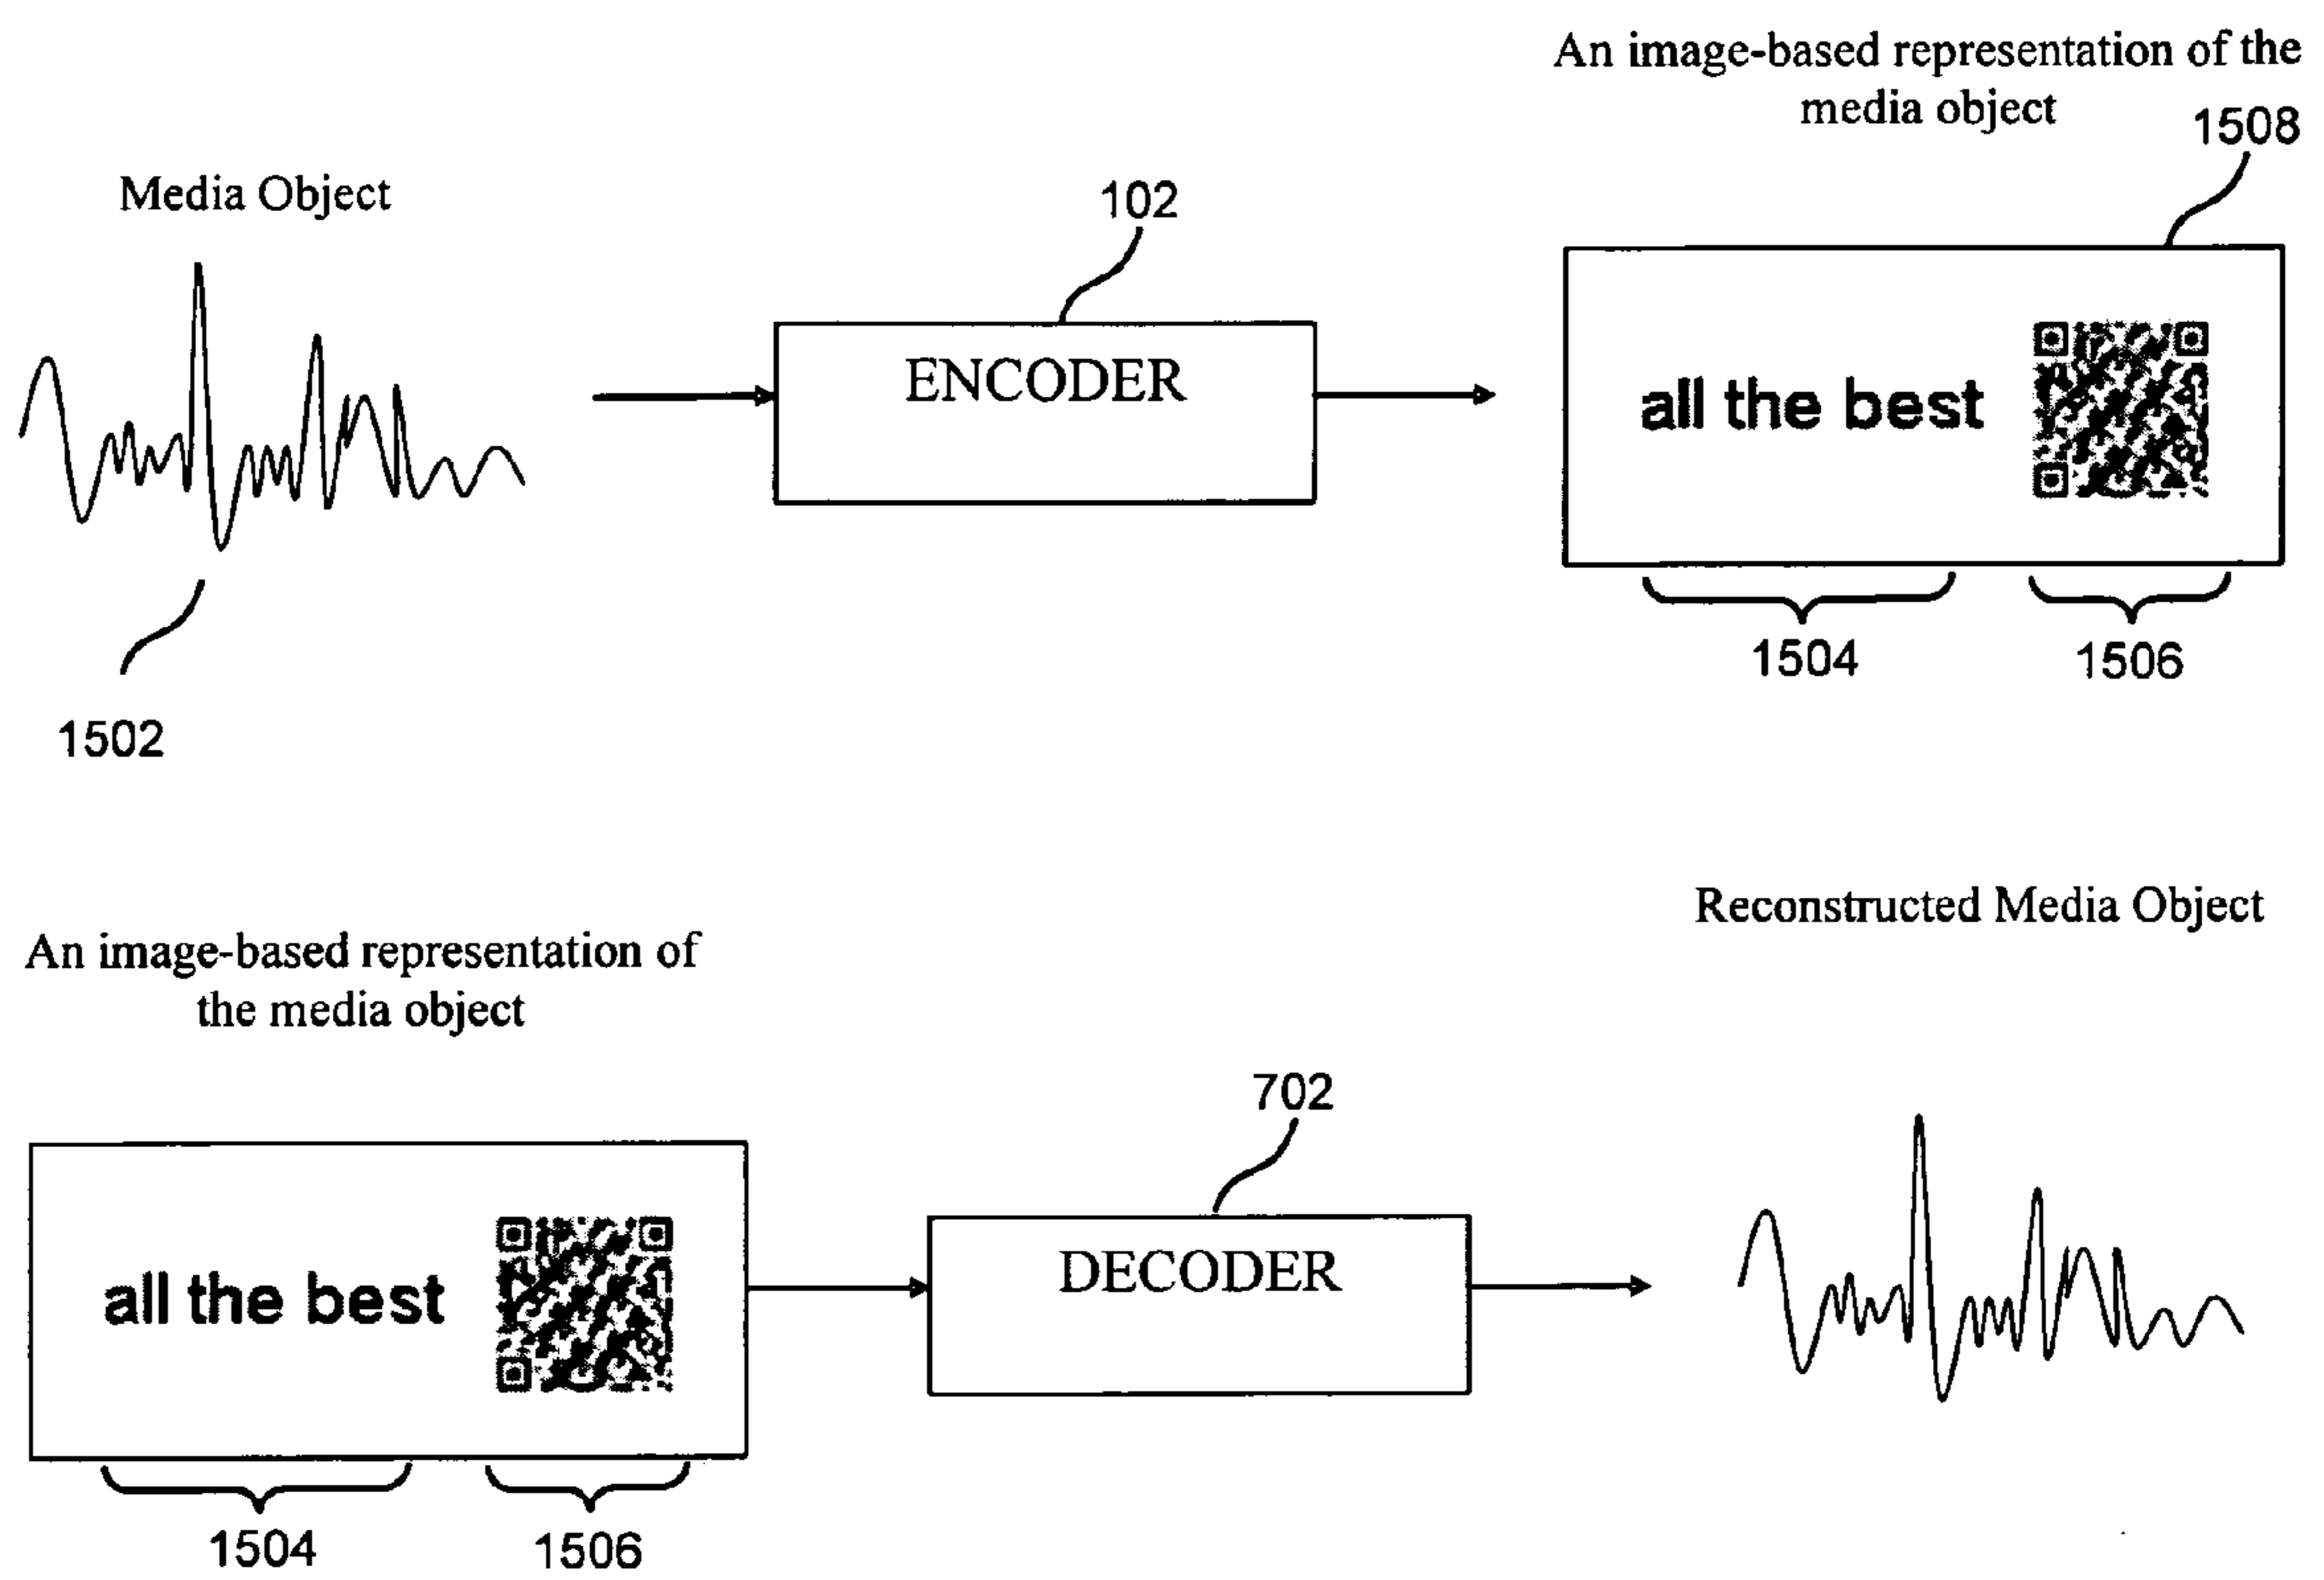 An image-based representation of the
media object
1508
Media Object
102
ENCODER
all the best
1504
1506
1502
Reconstructed Media Object
An image-based representation of
the media object
702
DECODER
all the best
1504
1506